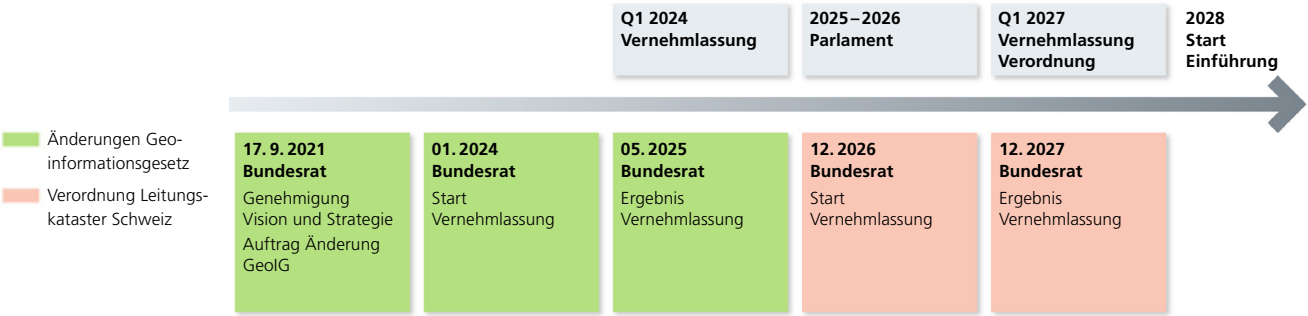 Q1 2024
Vernehmlassung
2025–2026
Parlament
Q1 2027
Vernehmlassung
Verordnung
2028
Start
Einführung
Änderungen Geo-
informationsgesetz
Verordnung Leitungs-
kataster Schweiz
17. 9. 2021
Bundesrat
Genehmigung
Vision und Strategie
Auftrag Änderung
GeoIG
01. 2024
Bundesrat
Start
Vernehmlassung
05. 2025
Bundesrat
Ergebnis
Vernehmlassung
12. 2026
Bundesrat
Start
Vernehmlassung
12. 2027
Bundesrat
Ergebnis
Vernehmlassung